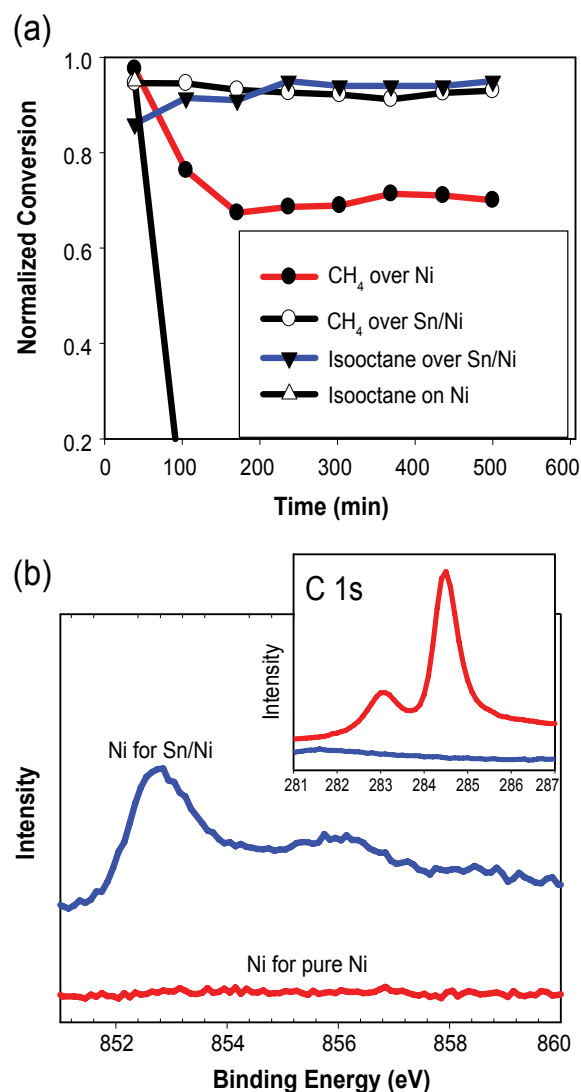 (a)
Normalized Conversion
1.0
0.8
0.6
0.4
0.2
CH4 over Ni
CH4 over Sn/Ni
Isooctane over Sn/Ni
Isooctane on Ni
0 100 200 300 400 500 600
Time (min)
(b)
C 1s
Intensity
281 282 283 284 285 286 287
Ni for Sn/Ni
Intensity
Ni for pure Ni
852 854 856 858 860
Binding Energy (eV)